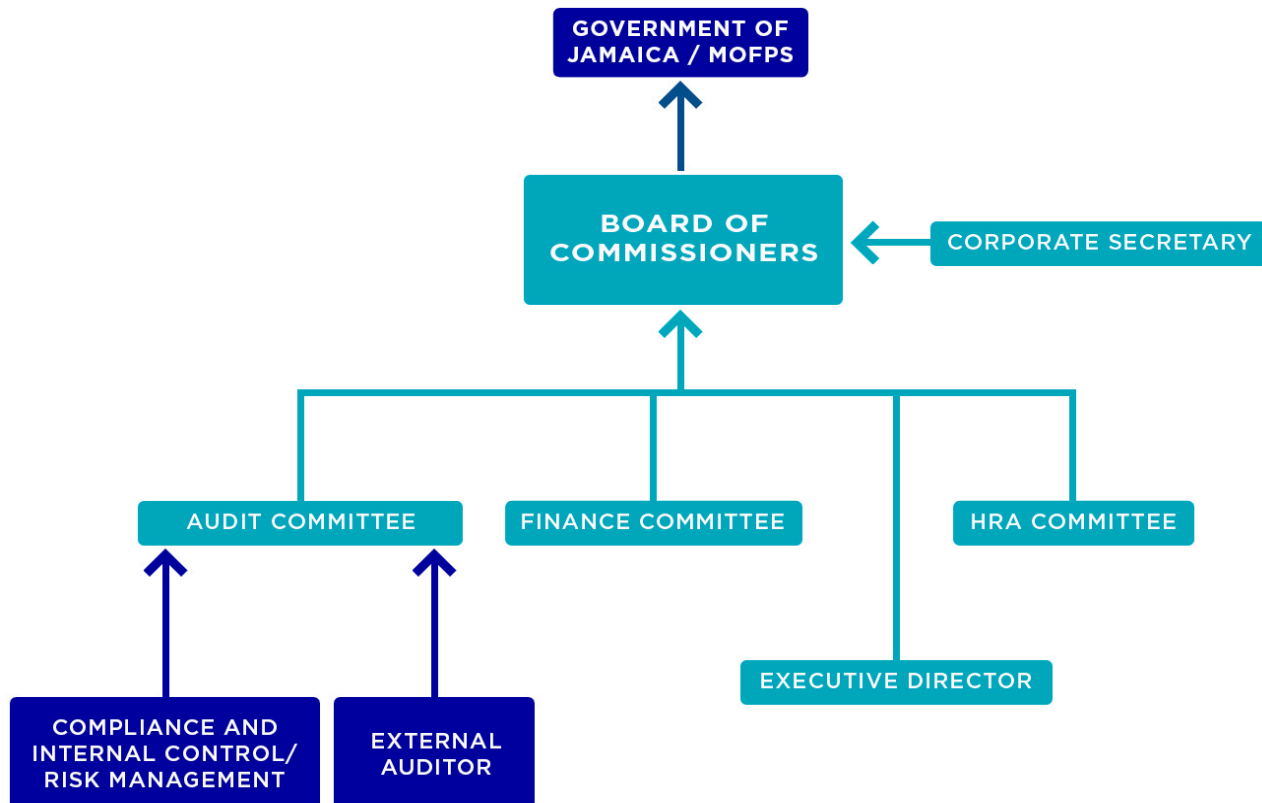 GOVERNMENT OF
JAMAICA / MOFPS
BOARD OF
COMMISSIONERS
CORPORATE SECRETARY
AUDIT COMMITTEE
FINANCE COMMITTEE
HRA COMMITTEE
EXECUTIVE DIRECTOR
COMPLIANCE AND
INTERNAL CONTROL/
RISK MANAGEMENT
EXTERNAL
AUDITOR